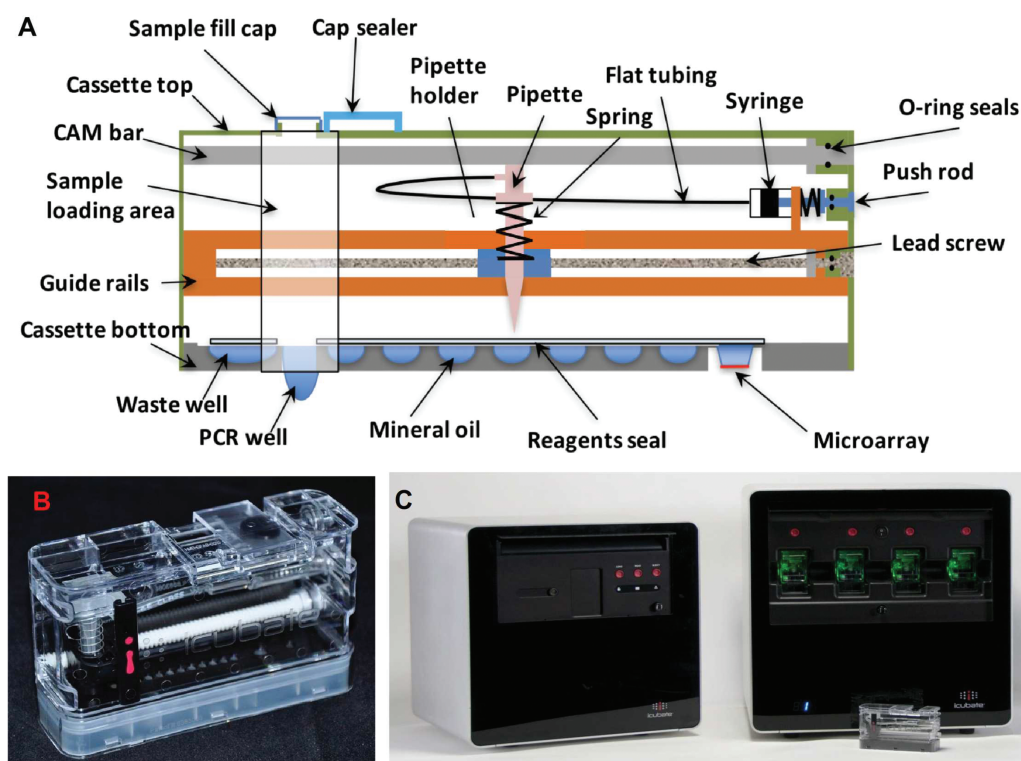 A
Sample fill cap
Cap sealer
Cassette top
Pipette
holder
Pipette
Flat tubing
Spring
Syringe
O-ring seals
CAM bar
Push rod
Sample
loading area
Lead screw
Guide rails
Cassette bottom
Waste well
PCR well
Mineral oil
Reagents seal
Microarray
B
icubate
C
icubate
1
icubate